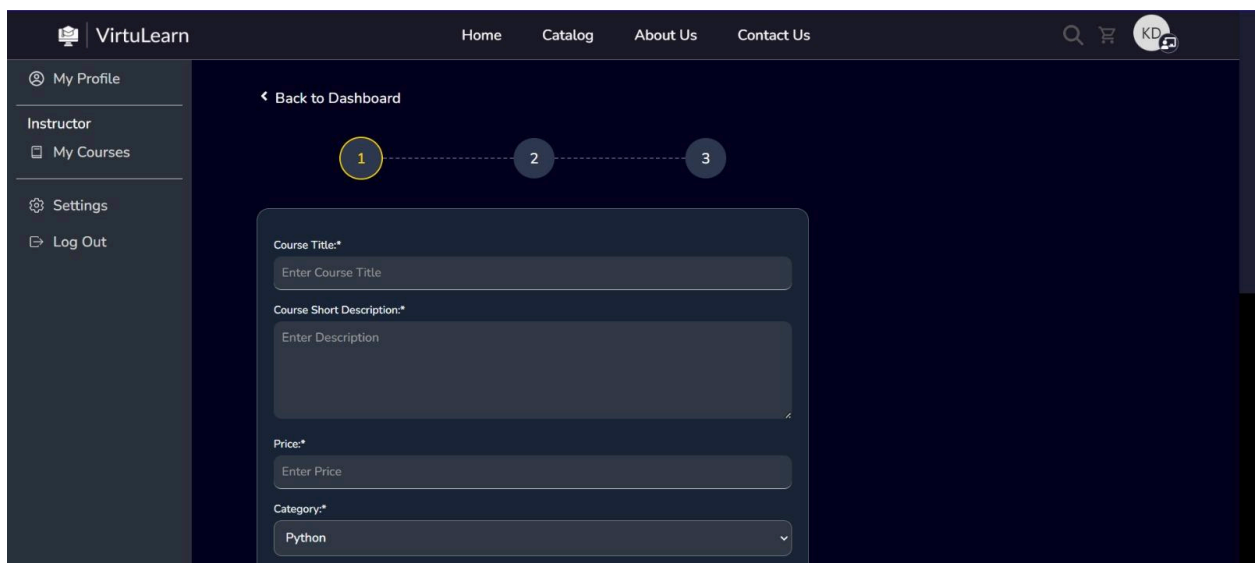 VirtuLearn Home Catalog About Us Contact Us KD
My Profile
Instructor
My Courses
Settings
Log Out
Back to Dashboard
1 2 3
Course Title:*
Enter Course Title
Course Short Description:*
Enter Description
Price:*
Enter Price
Category:*
Python